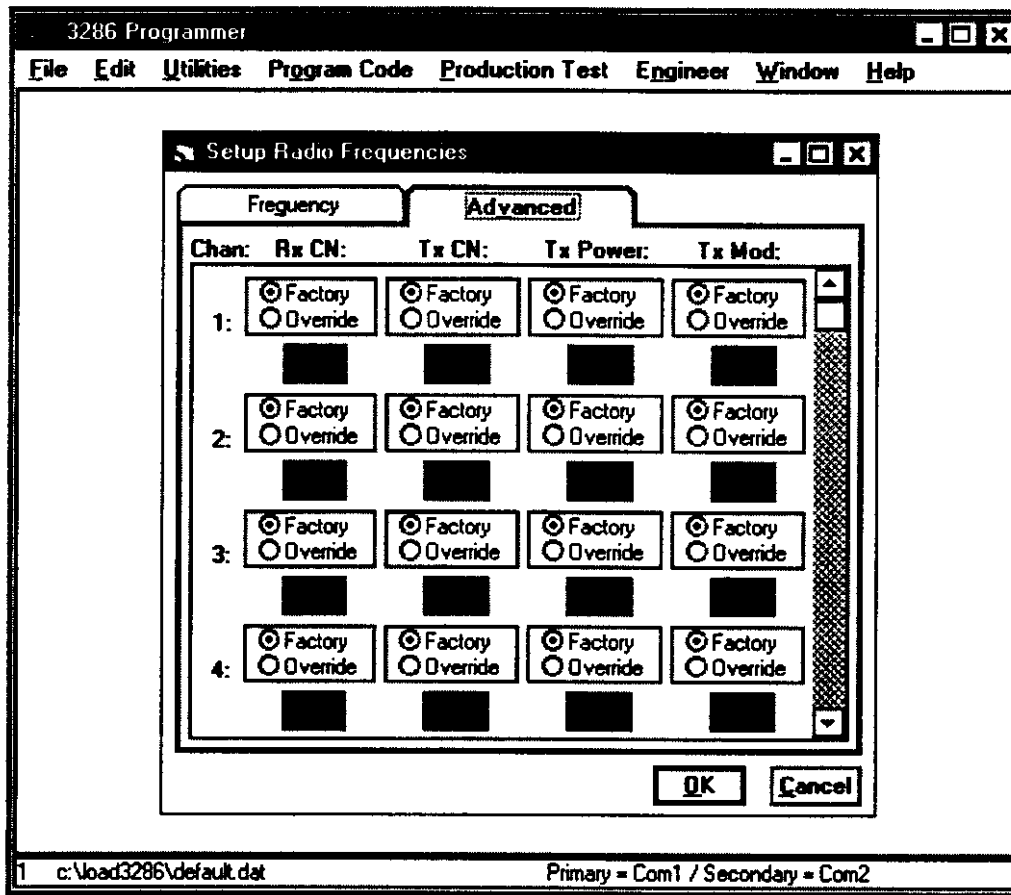 3286 Programmer
File Edit Utilities Program Code Production Test Engineer Window Help
Setup Radio Frequencies
Freguency Advanced
Chan: Rx CN: Tx CN: Tx Power: Tx Mod:
Factory Factory Factory Factory
1: Override Override Override Override
Factory Factory Factory Factory
2: Override Override Override Override
Factory Factory Factory Factory
3: Override Override Override Override
Factory Factory Factory Factory
4: Override Override Override Override
OK Cancel
1 c:\load3286\default.dat Primary = Com1 / Secondary = Com2